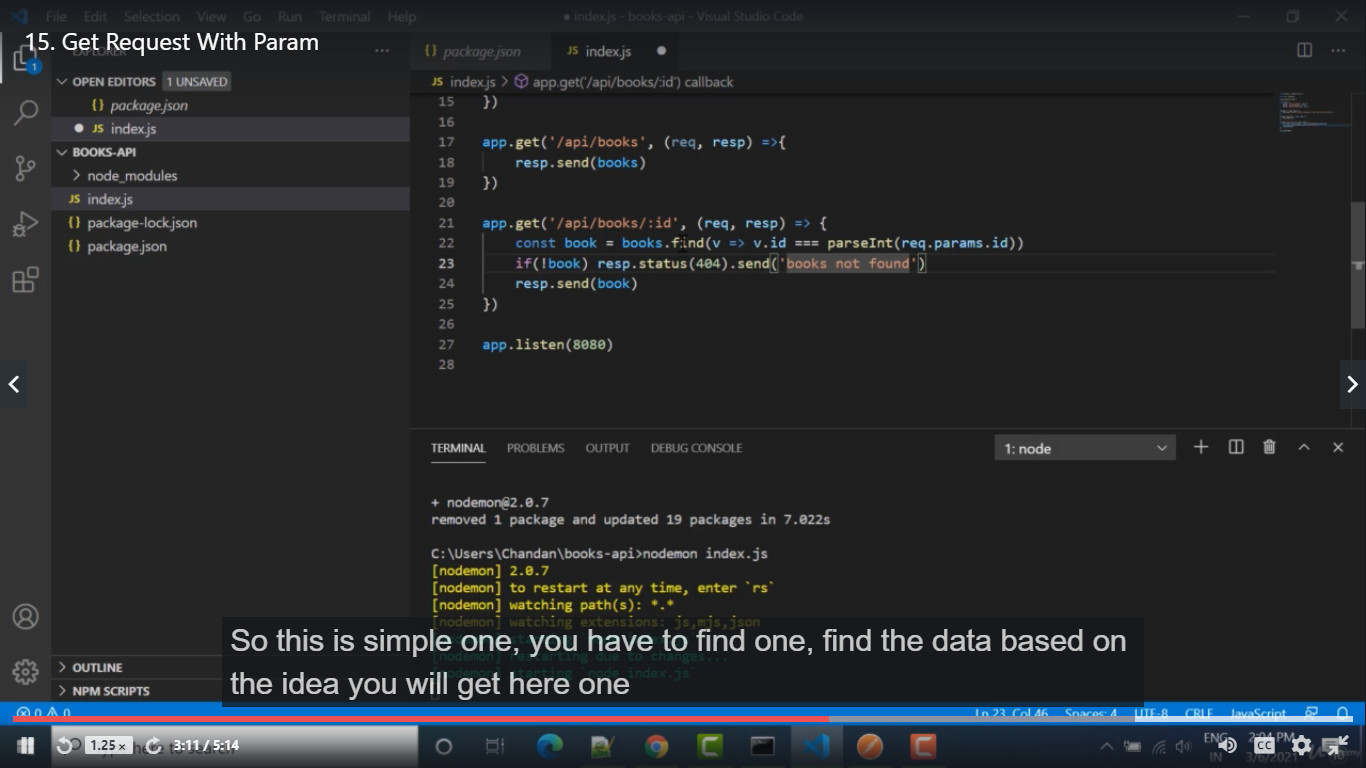 File Edit Selection View Go Run Terminal Help
● index.js - books-api - Visual Studio Code
15. Get Request With Param
{} package.json
JS index.js ●
1
OPEN EDITORS 1 UNSAVED
{} package.json
● JS index.js
BOOKS-API
node_modules
JS index.js
{} package-lock.json
{} package.json
JS index.js > app.get('/api/books/:id') callback
15 })
16
17 app.get('/api/books', (req, resp) =>{
18 resp.send(books)
19 })
20
21 app.get('/api/books/:id', (req, resp) => {
22 const book = books.find(v => v.id === parseInt(req.params.id))
23 if(!book) resp.status(404).send('books not found')
24 resp.send(book)
25 })
26
27 app.listen(8080)
28
TERMINAL PROBLEMS OUTPUT DEBUG CONSOLE
1: node
+ nodemon@2.0.7
removed 1 package and updated 19 packages in 7.022s
C:\Users\Chandan\books-api>nodemon index.js
[nodemon] 2.0.7
[nodemon] to restart at any time, enter `rs`
[nodemon] watching path(s): *.*
[nodemon] watching extensions: js,mjs,json
[nodemon] restarting due to changes...
[nodemon] starting `node index.js`
So this is simple one, you have to find one, find the data based on
the idea you will get here one
OUTLINE
NPM SCRIPTS
0 0
Ln 23, Col 46 Spaces: 4 UTF-8 CRLF JavaScript
1.25 x
3:11 / 5:14
ENG
IN
2:04 PM
3/6/2021
CC